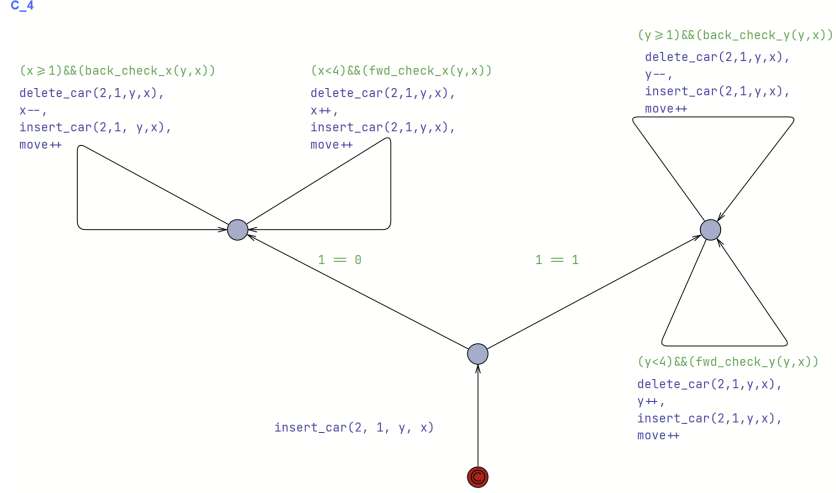 C_4
(x≥1)&&(back_check_x(y,x))
delete_car(2,1,y,x),
x--,
insert_car(2,1, y,x),
move++
(x<4)&&(fwd_check_x(y,x))
delete_car(2,1,y,x),
x++,
insert_car(2,1,y,x),
move++
(y≥1)&&(back_check_y(y,x))
delete_car(2,1,y,x),
y--,
insert_car(2,1,y,x),
move++
1 == 0
1 == 1
(y<4)&&(fwd_check_y(y,x))
delete_car(2,1,y,x),
y++,
insert_car(2,1,y,x),
move++
insert_car(2, 1, y, x)
C